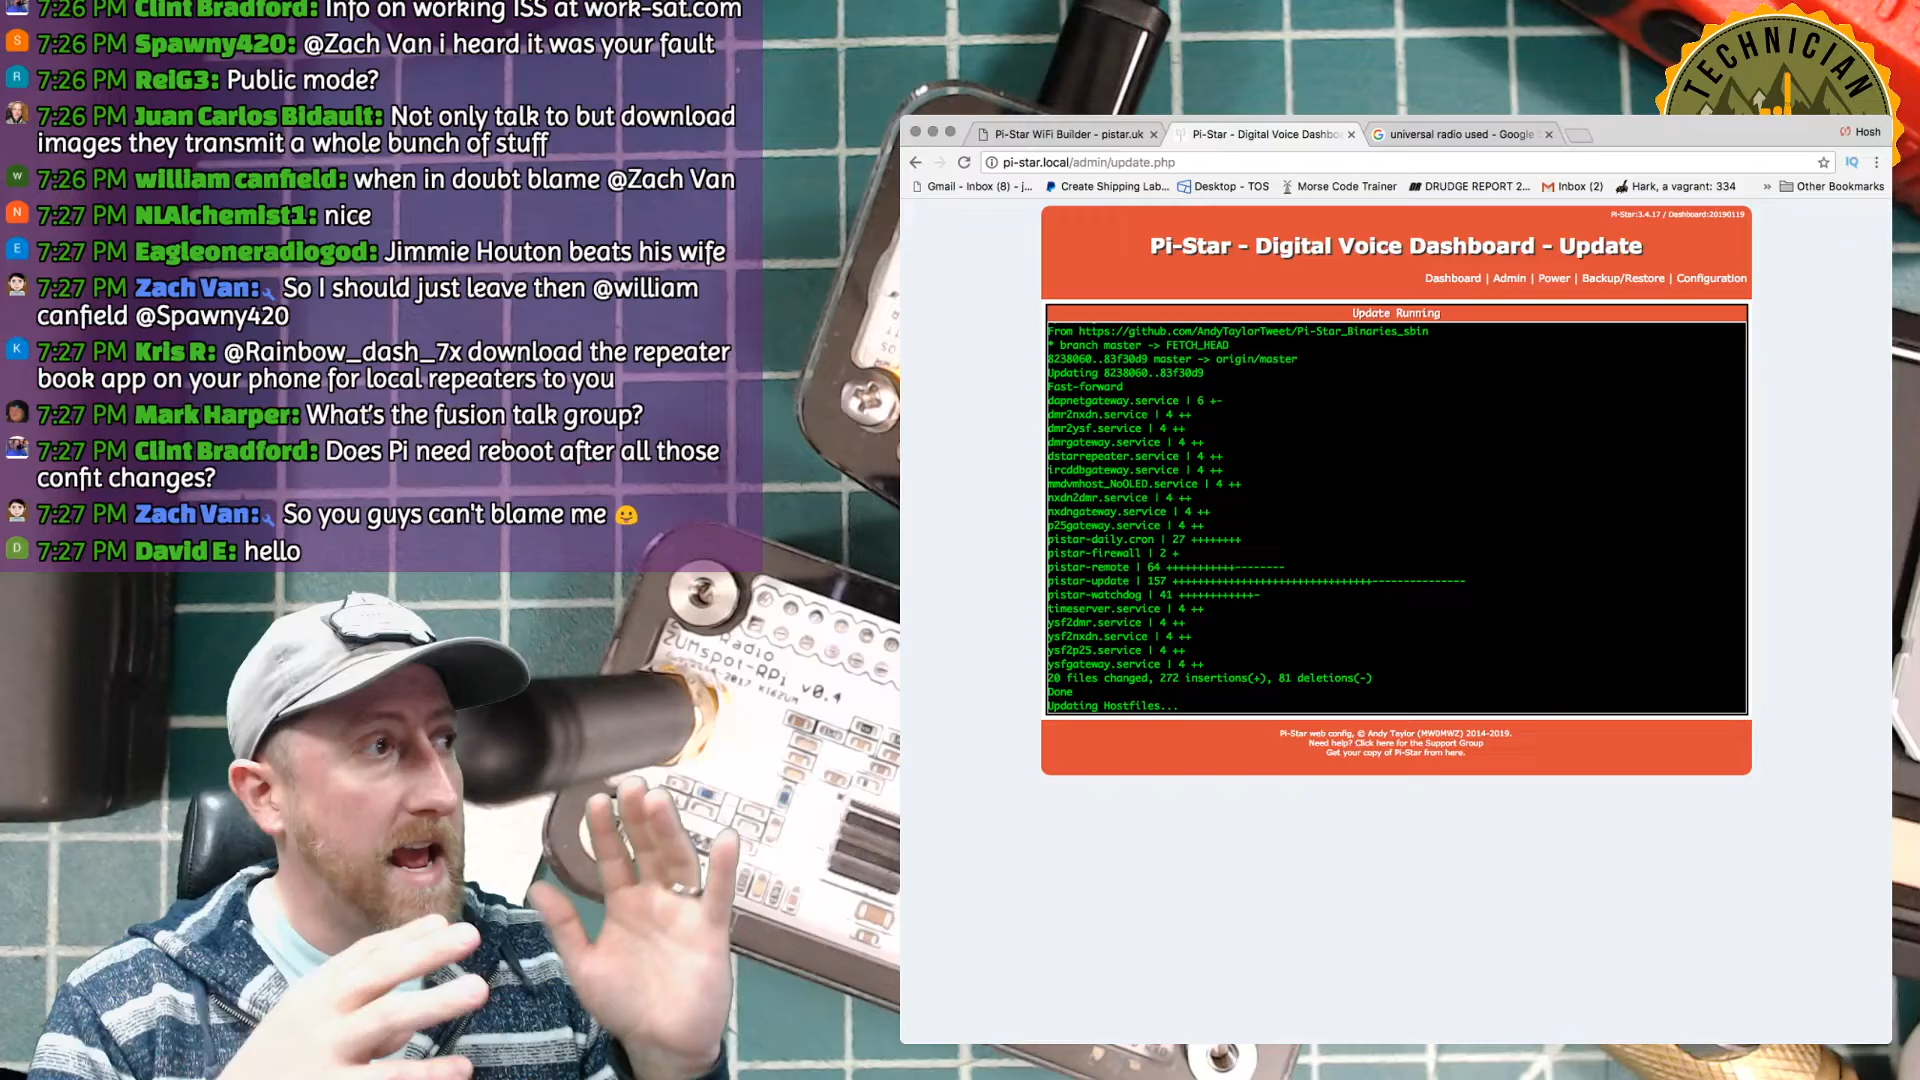 7:26 PM Clint Bradford: Info on working ISS at work-sat.com
S 7:26 PM Spawny420: @Zach Van i heard it was your fault
R 7:26 PM ReiG3: Public mode?
7:26 PM Juan Carlos Bidault: Not only talk to but download
images they transmit a whole bunch of stuff
w 7:26 PM william canfield: when in doubt blame @Zach Van
N 7:27 PM NLAlchemist1: nice
E 7:27 PM Eagleoneradiogod: Jimmie Houton beats his wife
7:27 PM Zach Van: So I should just leave then @william
canfield @Spawny420
K 7:27 PM Kris R: @Rainbow_dash_7x download the repeater
book app on your phone for local repeaters to you
7:27 PM Mark Harper: What's the fusion talk group?
7:27 PM Clint Bradford: Does Pi need reboot after all those
confit changes?
7:27 PM Zach Van: So you guys can't blame me
D 7:27 PM David E: hello
TECHNICIAN
Pi-Star WiFi Builder - pistar.uk
Pi-Star - Digital Voice Dashbo
universal radio used - Google
Hosh
pi-star.local/admin/update.php
IQ
Gmail - Inbox (8) - j...
Create Shipping Lab...
Desktop - TOS
Morse Code Trainer
DRUDGE REPORT 2...
Inbox (2)
Hark, a vagrant: 334
»
Other Bookmarks
Pi-Star:3.4.17 / Dashboard:20190119
Pi-Star - Digital Voice Dashboard - Update
Dashboard | Admin | Power | Backup/Restore | Configuration
Update Running
From https://github.com/AndyTaylorTweet/Pi-Star_Binaries_sbin
* branch master -> FETCH_HEAD
8238060..83f30d9 master -> origin/master
Updating 8238060..83f30d9
Fast-forward
dapnetgateway.service | 6 +-
dmr2nxdn.service | 4 ++
dmr2ysf.service | 4 ++
dmrgateway.service | 4 ++
dstarrepeater.service | 4 ++
ircddbgateway.service | 4 ++
mmdvmhost_NoOLED.service | 4 ++
nxdn2dmr.service | 4 ++
nxdngateway.service | 4 ++
p25gateway.service | 4 ++
pistar-daily.cron | 27 ++++++++
pistar-firewall | 2 +
pistar-remote | 64 +++++++++++--------
pistar-update | 157 ++++++++++++++++++++++++++++++++---------------
pistar-watchdog | 41 ++++++++++++-
timeserver.service | 4 ++
ysf2dmr.service | 4 ++
ysf2nxdn.service | 4 ++
ysf2p25.service | 4 ++
ysfgateway.service | 4 ++
20 files changed, 272 insertions(+), 81 deletions(-)
Done
Updating Hostfiles...
Pi-Star web config, © Andy Taylor (MW0MWZ) 2014-2019.
Need help? Click here for the Support Group
Get your copy of Pi-Star from here.
Radio
ZUMspot-RPi v0.4
2017 KI6ZUM